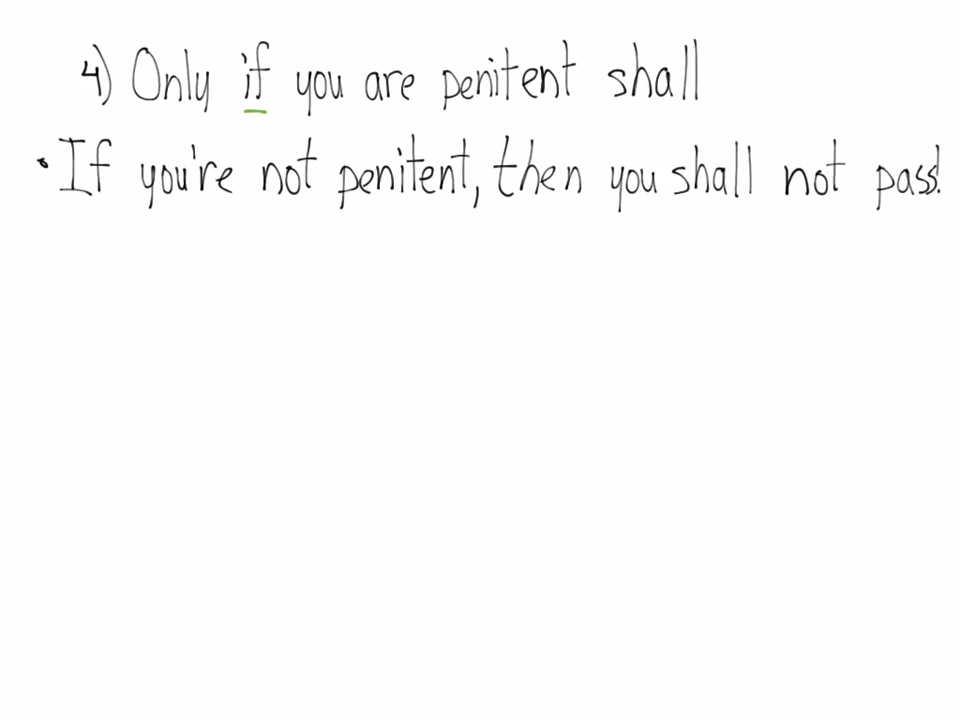 4) Only if you are penitent shall
• If you're not penitent, then you shall not pass!